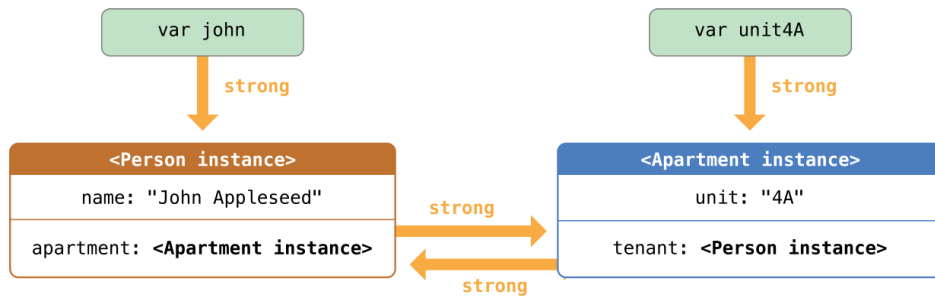 var john
var unit4A
strong
strong
<Person instance>
<Apartment instance>
name: "John Appleseed"
unit: "4A"
strong
apartment: <Apartment instance>
tenant: <Person instance>
strong